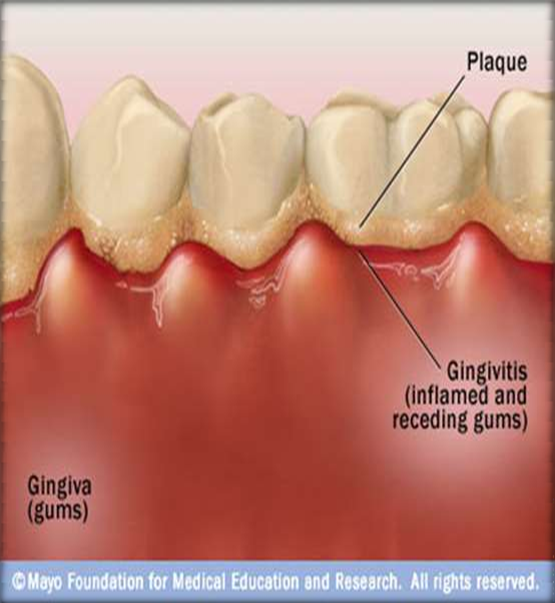 Plaque
Gingivitis
(inflamed and
receding gums)
Gingiva
(gums)
©Mayo Foundation for Medical Education and Research. All rights reserved.